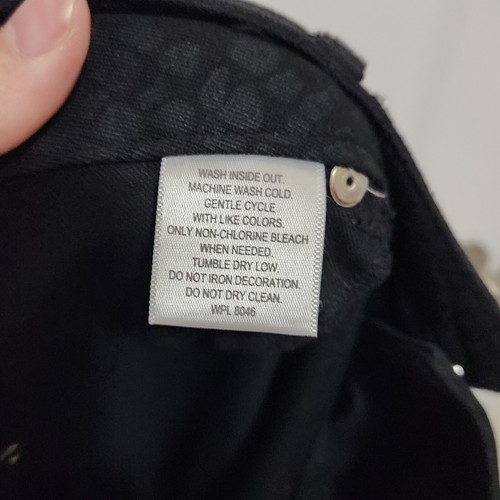 WASH INSIDE OUT.
MACHINE WASH COLD.
GENTLE CYCLE
WITH LIKE COLORS.
ONLY NON-CHLORINE BLEACH
WHEN NEEDED.
TUMBLE DRY LOW
DO NOT IRON DECORATION.
DO NOT DRY CLEAN.
WPL 8046